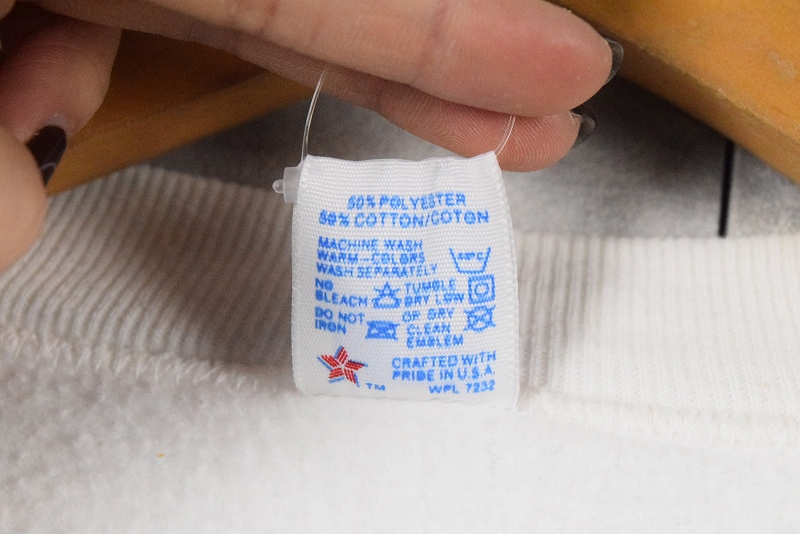 50% POLYESTER
50% COTTON/COTON
MACHINE WASH
WARM-COLORS
WASH SEPARATELY
NO
BLEACH
TUMBLE
DRY LOW
DO NOT
IRON
OF DRY
CLEAN
EMBLEM
CRAFTED WITH
PRIDE IN U.S.A.
TM
WPL 7232